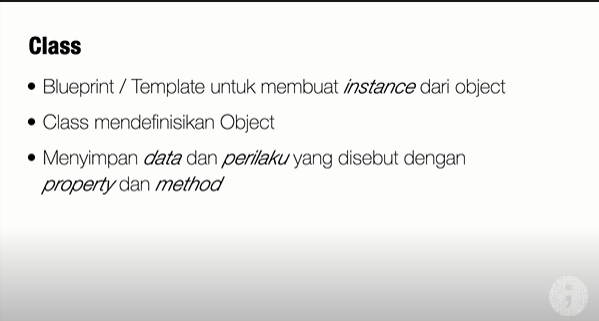 Class
• Blueprint / Template untuk membuat instance dari object
• Class mendefinisikan Object
• Menyimpan data dan perilaku yang disebut dengan
property dan method